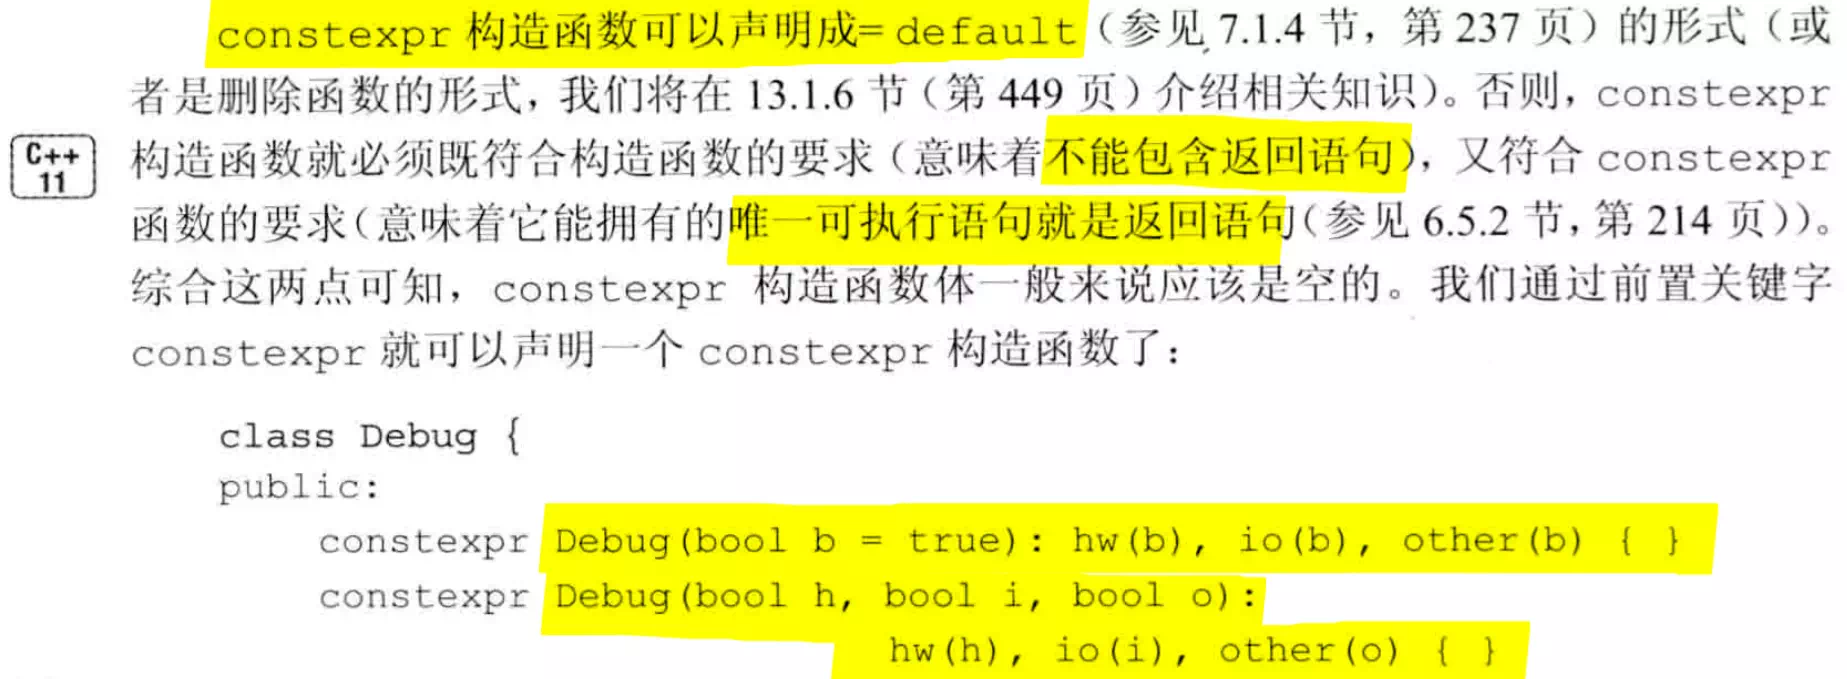 constexpr 构造函数可以声明成= default（参见 7.1.4 节，第 237 页）的形式（或
者是删除函数的形式，我们将在 13.1.6 节（第 449 页）介绍相关知识）。否则，constexpr
C++
11
构造函数就必须既符合构造函数的要求（意味着不能包含返回语句），又符合 constexpr
函数的要求（意味着它能拥有的唯一可执行语句就是返回语句（参见 6.5.2 节，第 214 页））。
综合这两点可知，constexpr 构造函数体一般来说应该是空的。我们通过前置关键字
constexpr 就可以声明一个 constexpr 构造函数了：
class Debug {
public:
constexpr Debug(bool b = true): hw(b), io(b), other(b) { }
constexpr Debug(bool h, bool i, bool o):
hw(h), io(i), other(o) { }